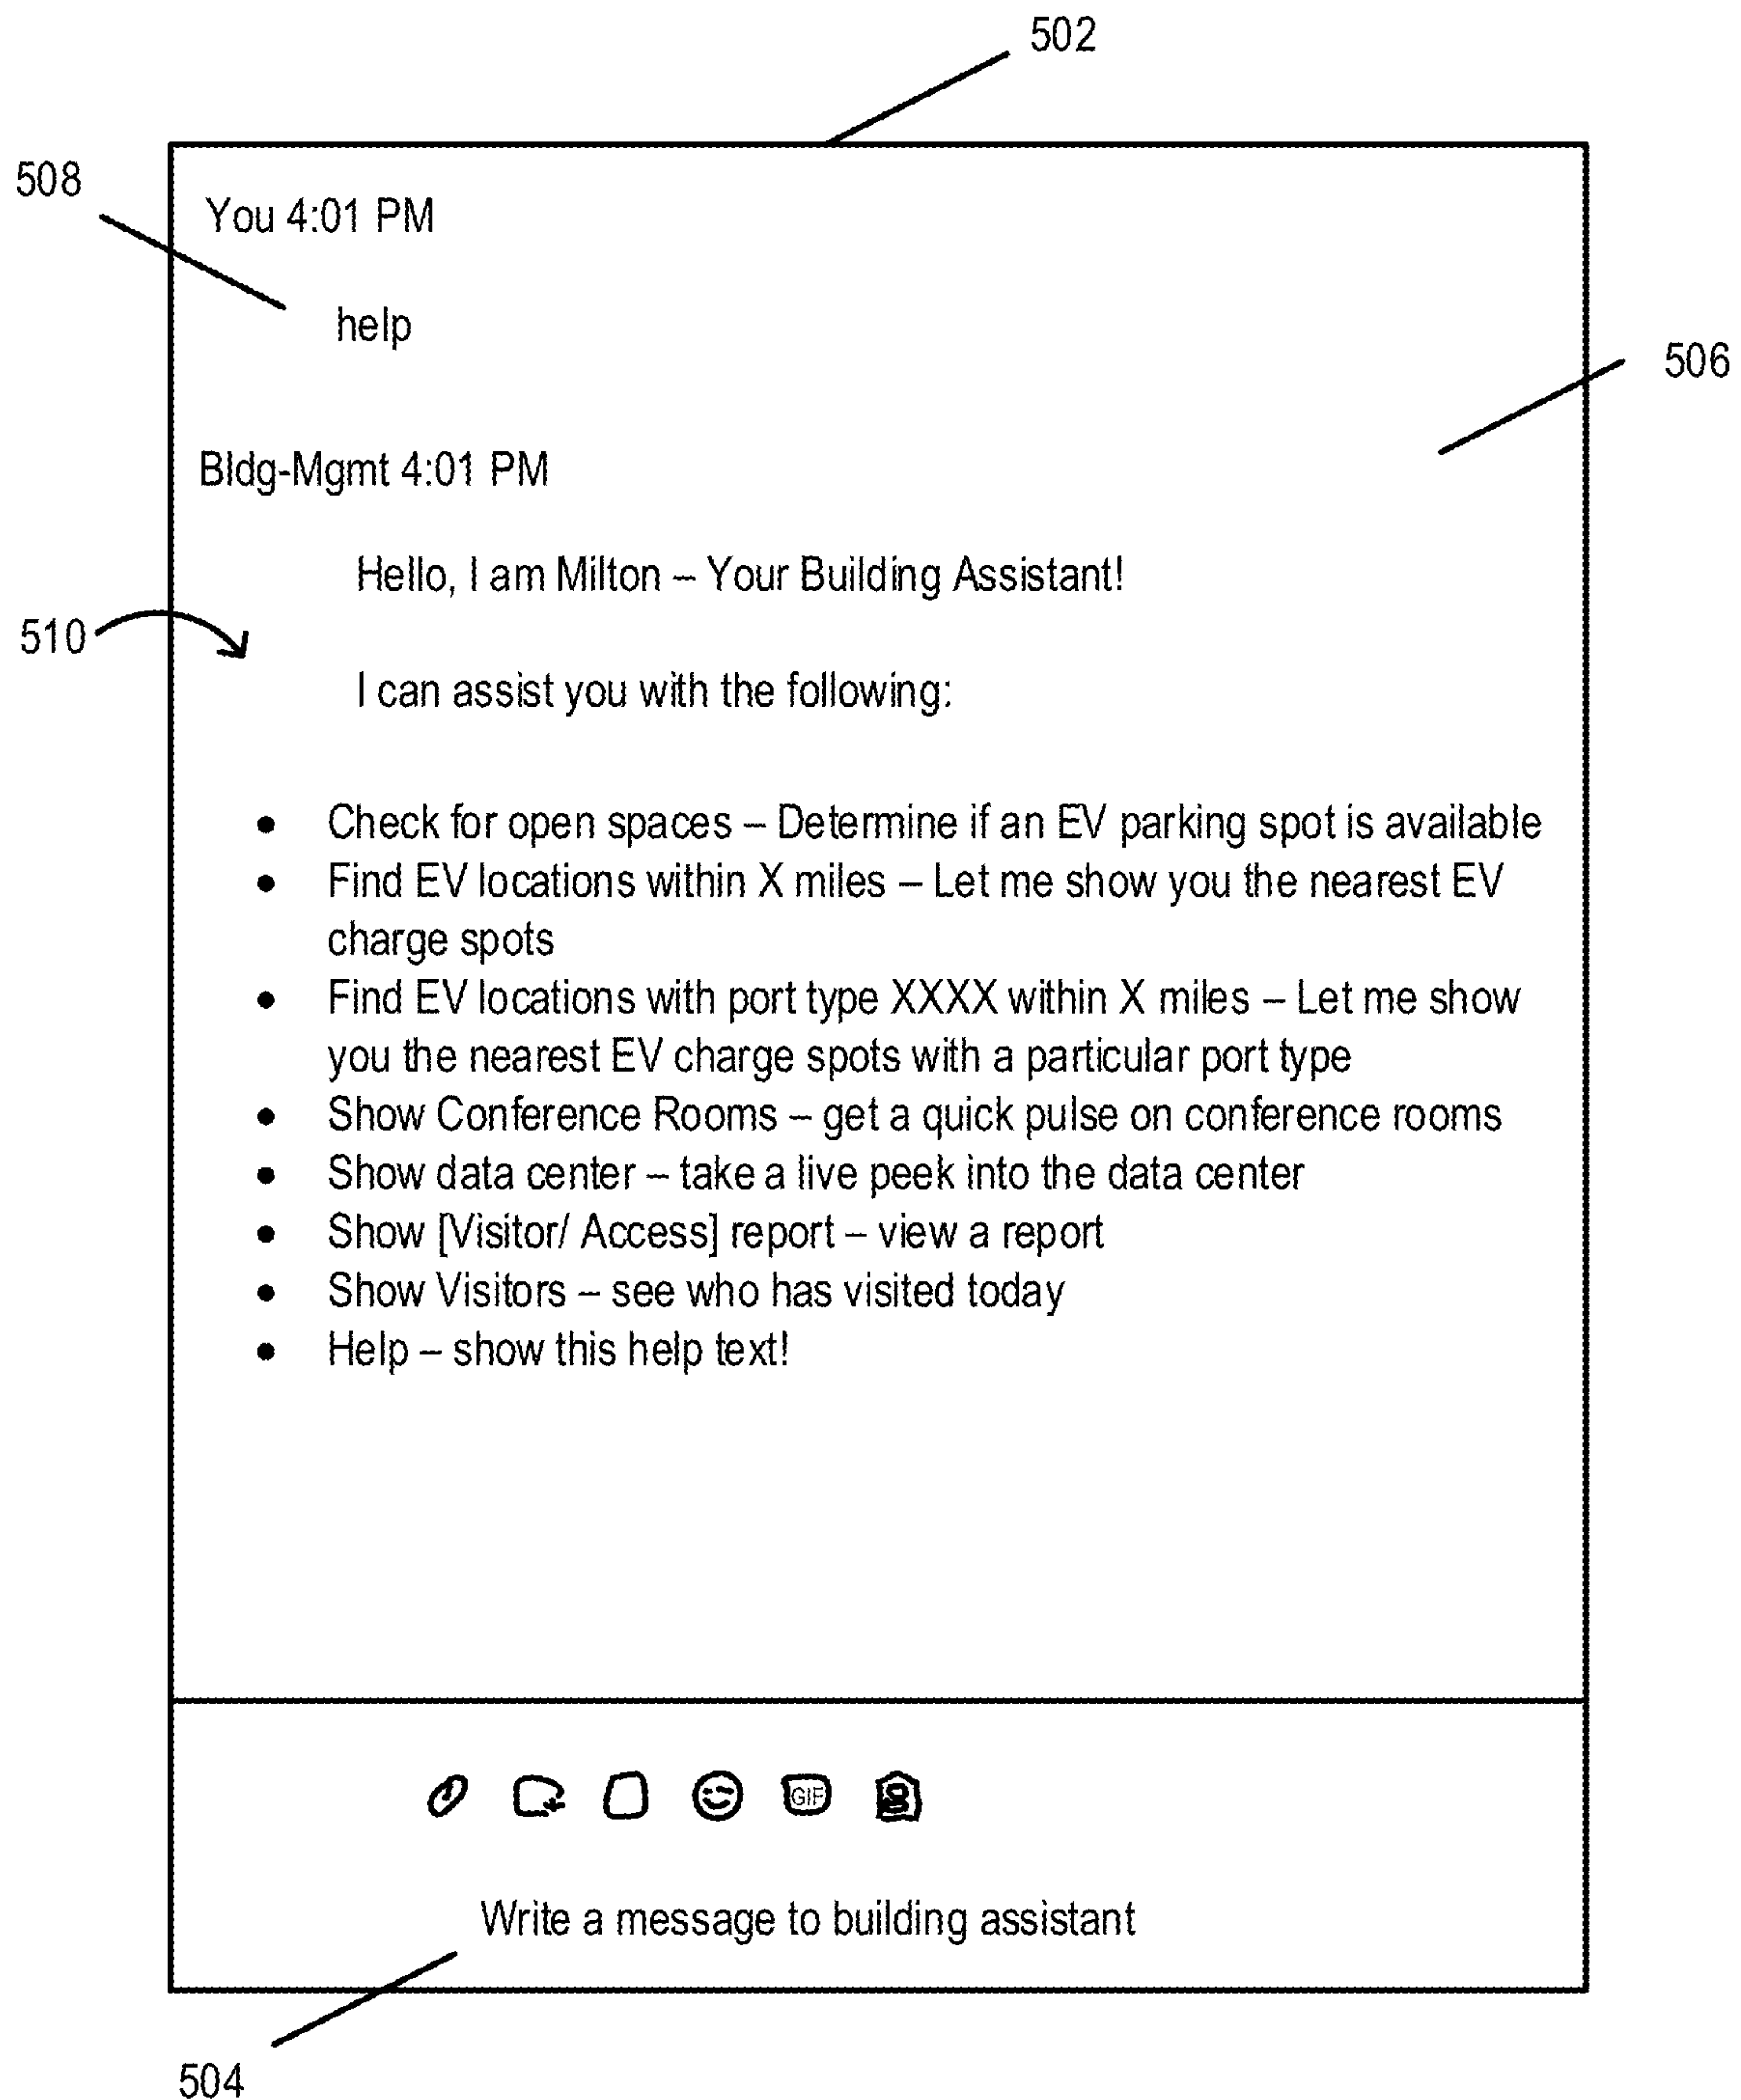 502
508
You 4:01 PM
help
506
Bldg-Mgmt 4:01 PM
Hello, I am Milton – Your Building Assistant!
510
I can assist you with the following:
• Check for open spaces – Determine if an EV parking spot is available
• Find EV locations within X miles – Let me show you the nearest EV
charge spots
• Find EV locations with port type XXXX within X miles – Let me show
you the nearest EV charge spots with a particular port type
• Show Conference Rooms – get a quick pulse on conference rooms
• Show data center – take a live peek into the data center
• Show [Visitor/ Access] report – view a report
• Show Visitors – see who has visited today
• Help – show this help text!
GIF
Write a message to building assistant
504